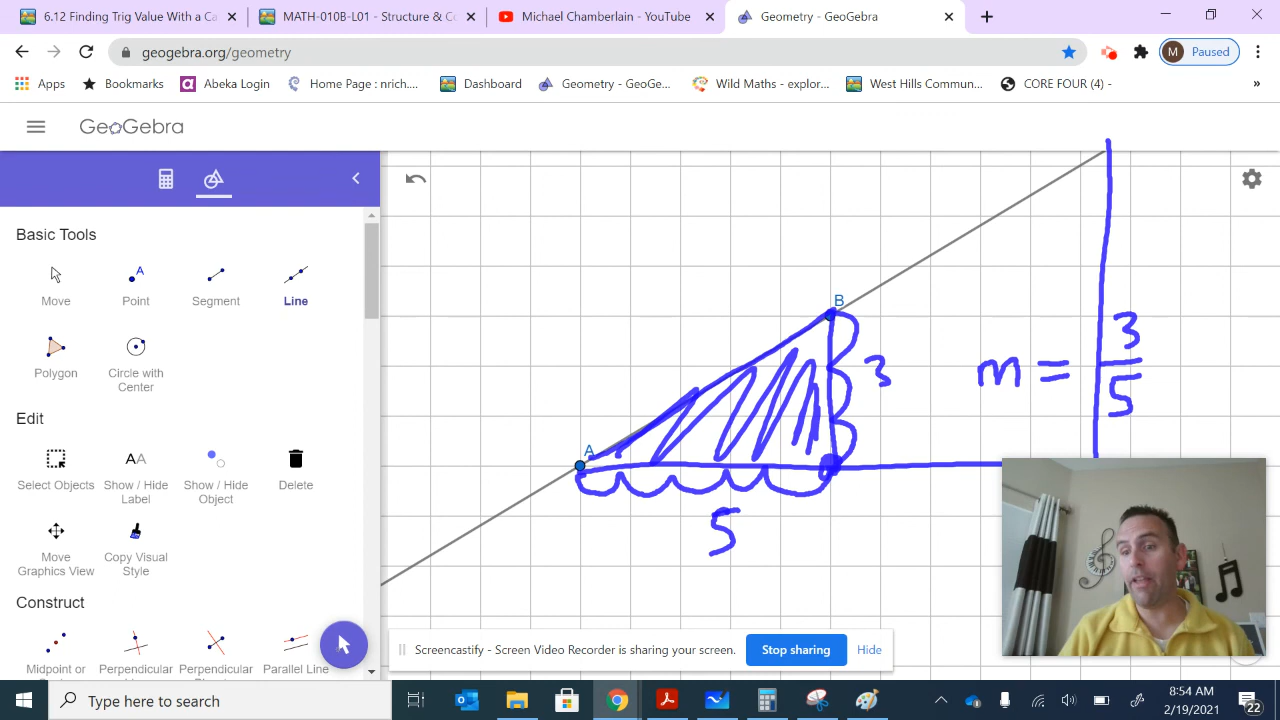 6.12 Finding Trig Value With a Ca
MATH-010B-L01 - Structure & C
Michael Chamberlain - YouTube
Geometry - GeoGebra
geogebra.org/geometry
M Paused
Apps
Bookmarks
Abeka Login
Home Page : nrich....
Dashboard
Geometry - GeoGe...
Wild Maths - explor...
West Hills Commun...
CORE FOUR (4) -
GeoGebra
Basic Tools
Move
Point
Segment
Line
Polygon
Circle with
Center
Edit
Select Objects
AA
Show / Hide
Label
Show / Hide
Object
Delete
Move
Graphics View
Copy Visual
Style
Construct
Midpoint or
Perpendicular
Perpendicular
Parallel Line
A
B
3
5
m = 3/5
Screencastify - Screen Video Recorder is sharing your screen.
Stop sharing
Hide
Type here to search
8:54 AM
2/19/2021
22